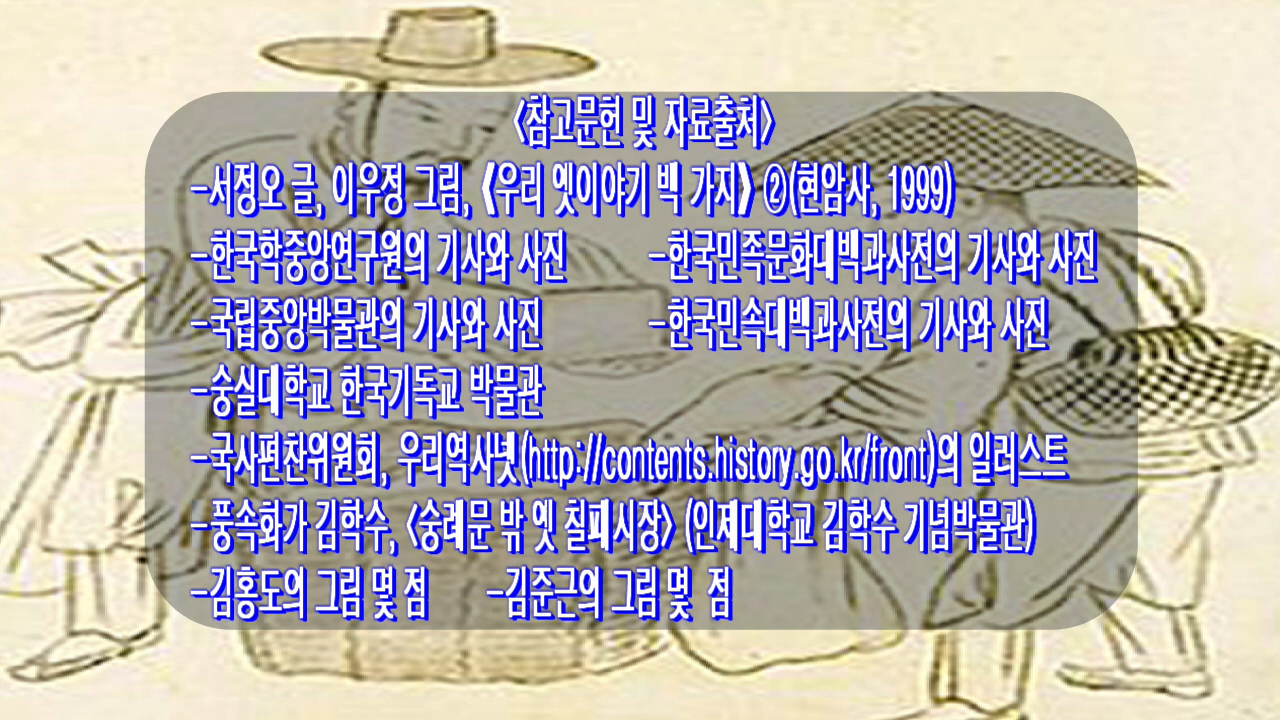 <참고문헌 및 자료출처>
-서정오 글, 이우정 그림, 《우리 옛이야기 백 가지》 ②(현암사, 1999)
-한국학중앙연구원의 기사와 사진 -한국민족문화대백과사전의 기사와 사진
-국립중앙박물관의 기사와 사진 -한국민속대백과사전의 기사와 사진
-숭실대학교 한국기독교 박물관
-국사편찬위원회, 우리역사넷(http://contents.history.go.kr/front)의 일러스트
-풍속화가 김학수, <숭례문 밖 옛 칠패시장> (인제대학교 김학수 기념박물관)
-김홍도의 그림 몇 점 -김준근의 그림 몇 점